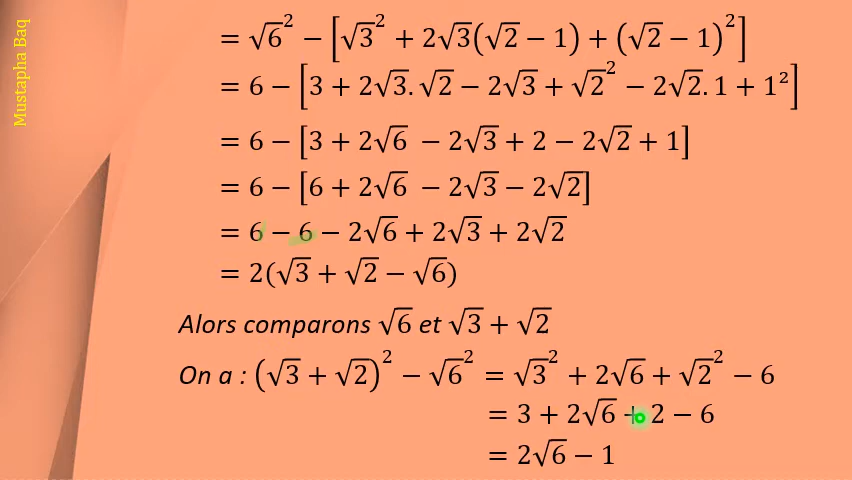 Mustapha Baq
= √6² − [√3² + 2√3(√2 − 1) + (√2 − 1)²]
= 6 − [3 + 2√3.√2 − 2√3 + √2² − 2√2.1 + 1²]
= 6 − [3 + 2√6 − 2√3 + 2 − 2√2 + 1]
= 6 − [6 + 2√6 − 2√3 − 2√2]
= 6 − 6 − 2√6 + 2√3 + 2√2
= 2(√3 + √2 − √6)
Alors comparons √6 et √3 + √2
On a : (√3 + √2)² − √6² = √3² + 2√6 + √2² − 6
= 3 + 2√6 + 2 − 6
= 2√6 − 1